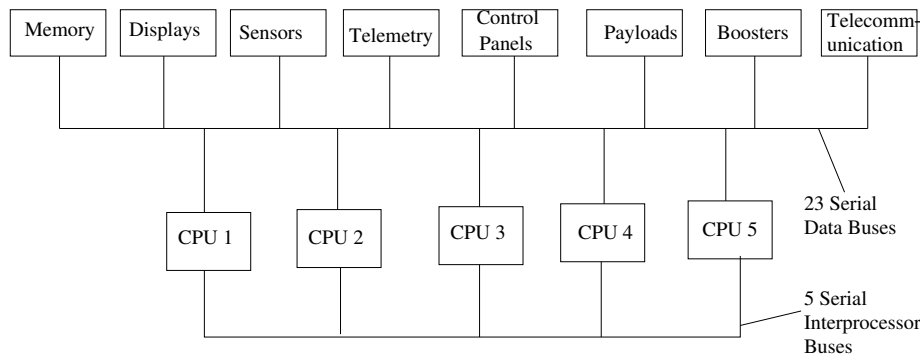 Memory
Displays
Sensors
Telemetry
Control
Panels
Payloads
Boosters
Telecomm-
unication
CPU 1
CPU 2
CPU 3
CPU 4
CPU 5
23 Serial
Data Buses
5 Serial
Interprocessor
Buses